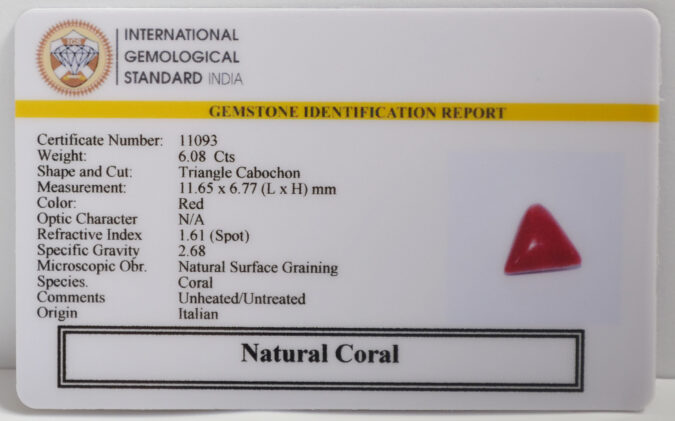 IGS
INTERNATIONAL
GEMOLOGICAL
STANDARD INDIA
GEMSTONE IDENTIFICATION REPORT
Certificate Number: 11093
Weight: 6.08 Cts
Shape and Cut: Triangle Cabochon
Measurement: 11.65 x 6.77 (L x H) mm
Color: Red
Optic Character N/A
Refractive Index 1.61 (Spot)
Specific Gravity 2.68
Microscopic Obr. Natural Surface Graining
Species. Coral
Comments Unheated/Untreated
Origin Italian
Natural Coral